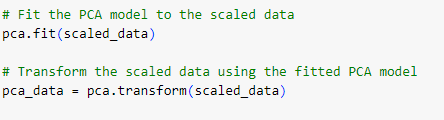 # Fit the PCA model to the scaled data
pca.fit(scaled_data)
# Transform the scaled data using the fitted PCA model
pca_data = pca.transform(scaled_data)